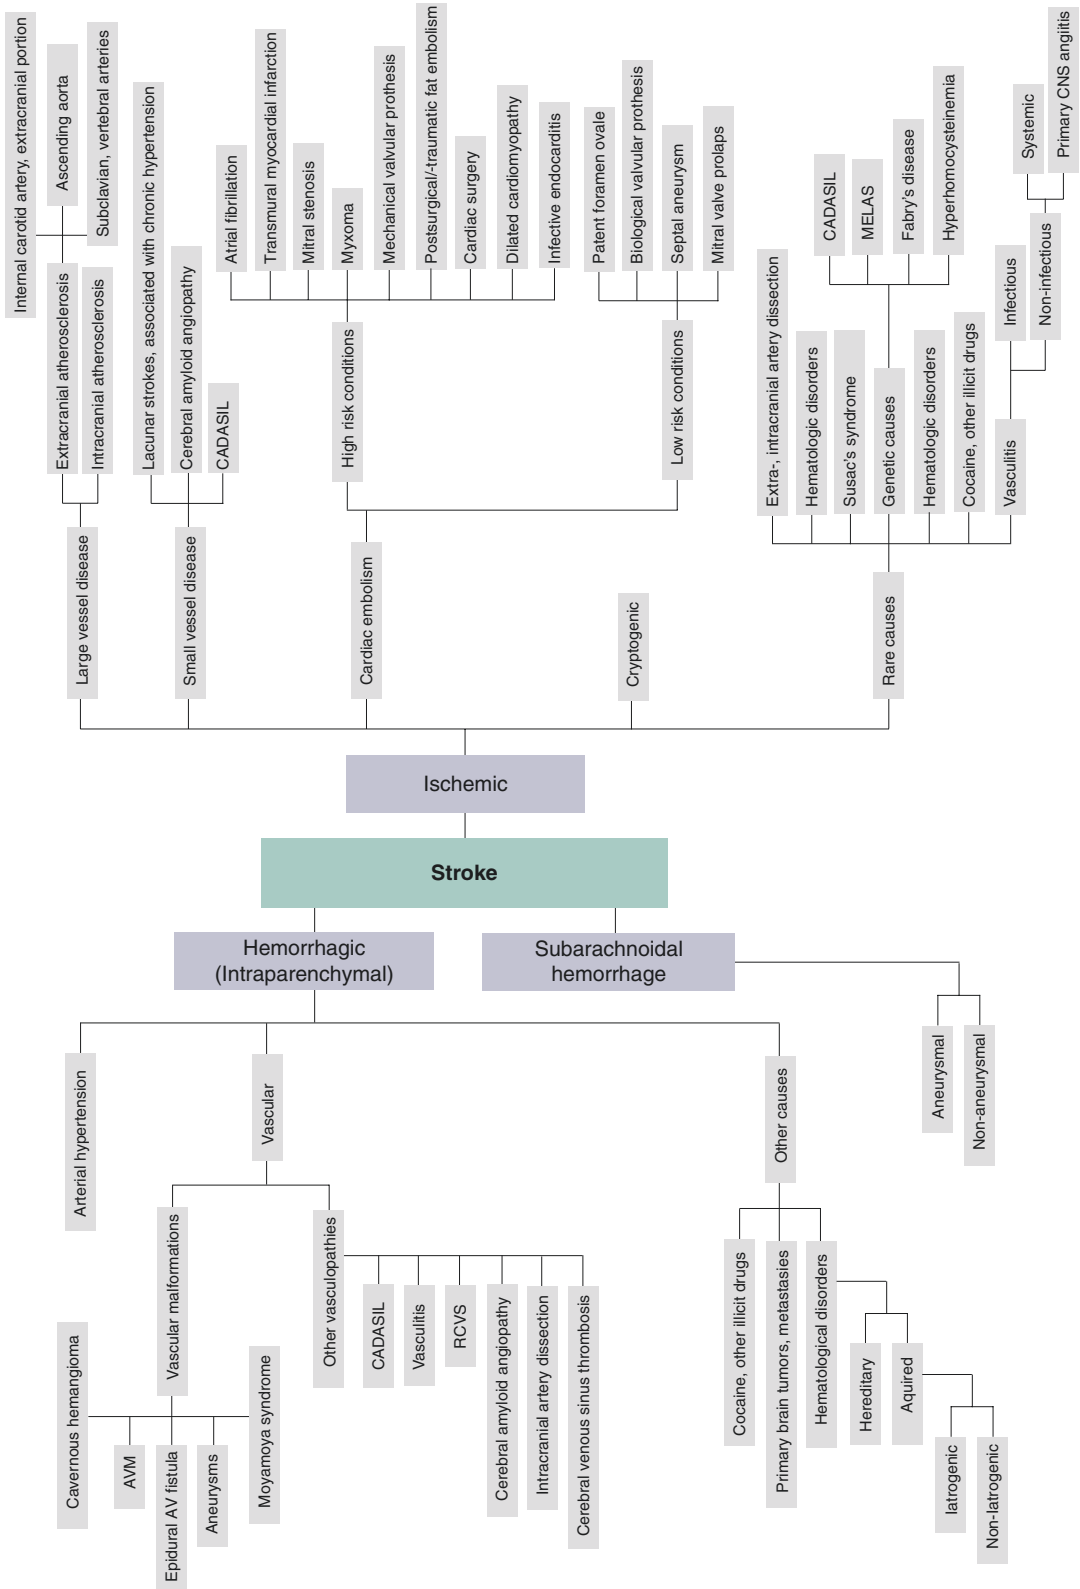 Internal carotid artery, extracranial portion
Ascending aorta
Subclavian, vertebral arteries
Extracranial atherosclerosis
Intracranial atherosclerosis
Large vessel disease
Lacunar strokes, associated with chronic hypertension
Cerebral amyloid angiopathy
CADASIL
Small vessel disease
Atrial fibrillation
Transmural myocardial infarction
Mitral stenosis
Myxoma
Mechanical valvular prothesis
Postsurgical/-traumatic fat embolism
Cardiac surgery
Dilated cardiomyopathy
Infective endocarditis
High risk conditions
Patent foramen ovale
Biological valvular prothesis
Septal aneurysm
Mitral valve prolaps
Low risk conditions
Cardiac embolism
Cryptogenic
CADASIL
MELAS
Fabry's disease
Hyperhomocysteinemia
Systemic
Primary CNS angiitis
Infectious
Non-infectious
Extra-, intracranial artery dissection
Hematologic disorders
Susac's syndrome
Genetic causes
Hematologic disorders
Cocaine, other illicit drugs
Vasculitis
Rare causes
Ischemic
Stroke
Hemorrhagic
(Intraparenchymal)
Subarachnoidal
hemorrhage
Aneurysmal
Non-aneurysmal
Arterial hypertension
Vascular
Other causes
Vascular malformations
Other vasculopathies
Cavernous hemangioma
AVM
Epidural AV fistula
Aneurysms
Moyamoya syndrome
CADASIL
Vasculitis
RCVS
Cerebral amyloid angiopathy
Intracranial artery dissection
Cerebral venous sinus thrombosis
Cocaine, other illicit drugs
Primary brain tumors, metastasies
Hematological disorders
Hereditary
Aquired
Iatrogenic
Non-latrogenic